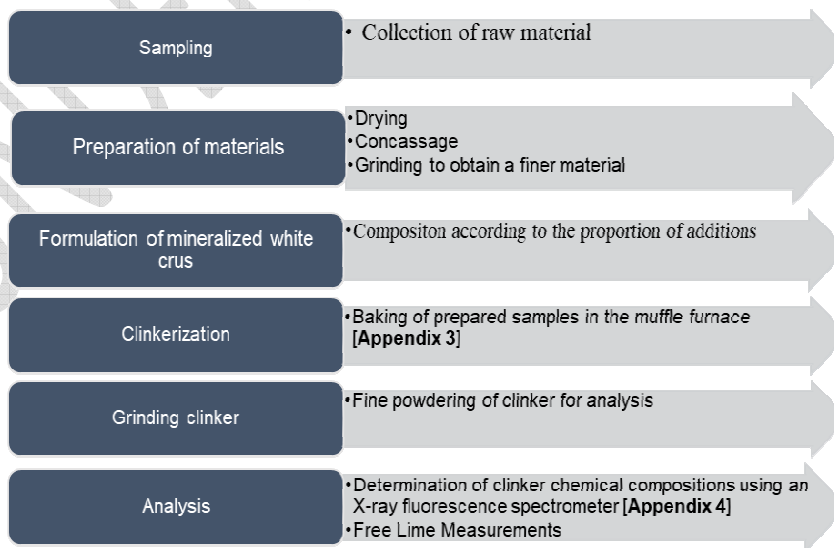 Sampling
• Collection of raw material
Preparation of materials
•Drying
•Concassage
•Grinding to obtain a finer material
Formulation of mineralized white
crus
•Compositon according to the proportion of additions
Clinkerization
•Baking of prepared samples in the muffle furnace
[Appendix 3]
Grinding clinker
•Fine powdering of clinker for analysis
Analysis
•Determination of clinker chemical compositions using an
X-ray fluorescence spectrometer [Appendix 4]
•Free Lime Measurements